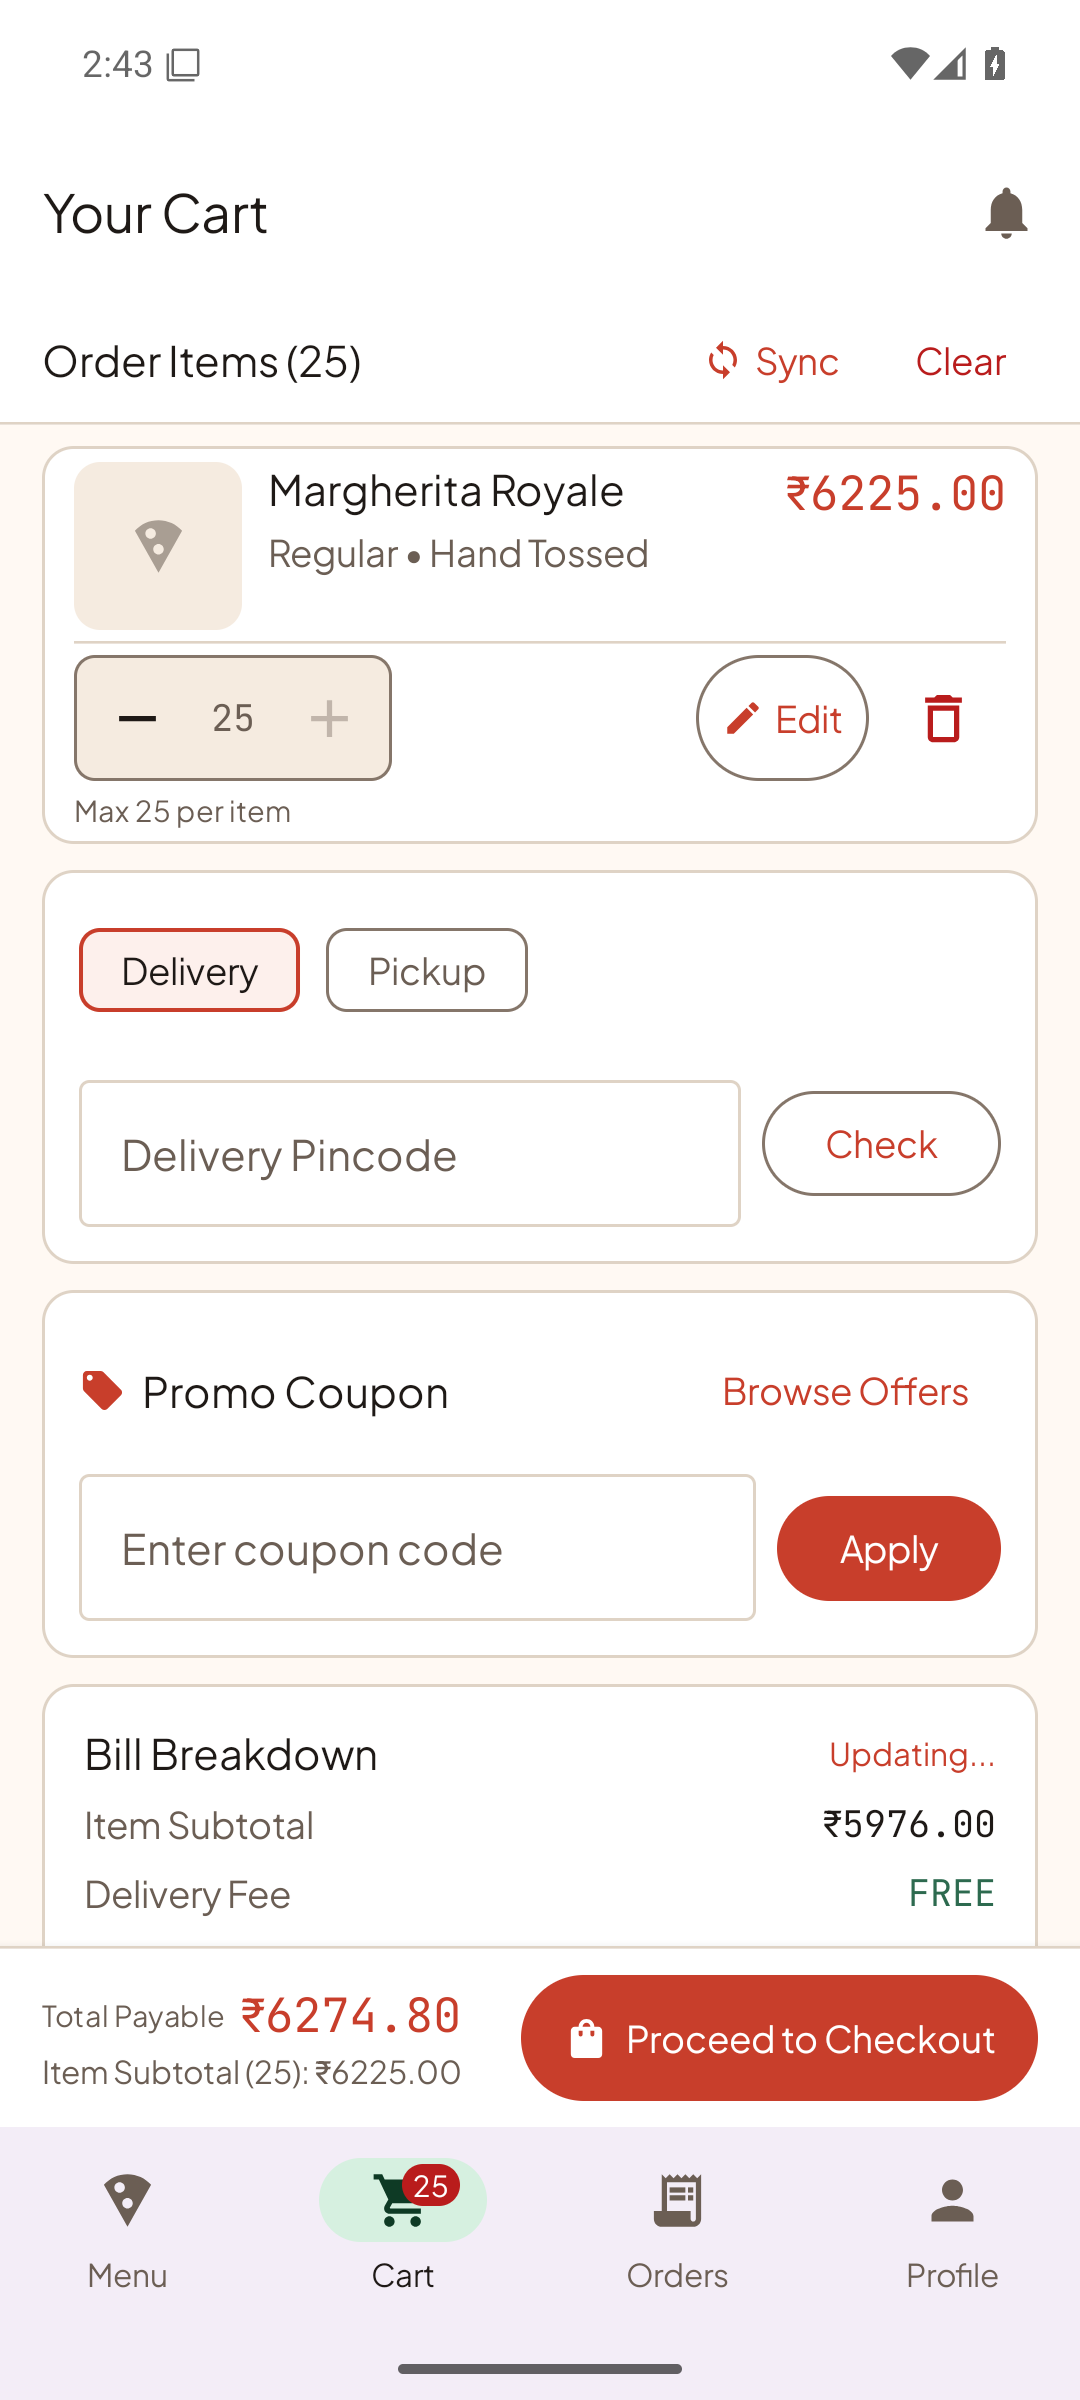 2:43
Your Cart
Order Items (25)
Sync
Clear
Margherita Royale
₹6225.00
Regular • Hand Tossed
25
Edit
Max 25 per item
Delivery
Pickup
Delivery Pincode
Check
Promo Coupon
Browse Offers
Enter coupon code
Apply
Bill Breakdown
Updating...
Item Subtotal
₹5976.00
Delivery Fee
FREE
Total Payable ₹6274.80
Item Subtotal (25): ₹6225.00
Proceed to Checkout
25
Menu
Cart
Orders
Profile